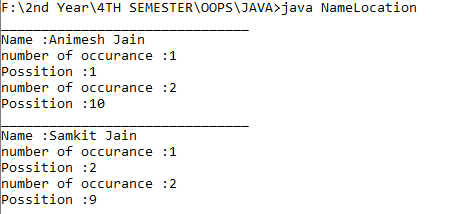 F:\2nd Year\4TH SEMESTER\OOPS\JAVA>java NameLocation
_______________________________
Name :Animesh Jain
number of occurance :1
Possition :1
number of occurance :2
Possition :10
_______________________________
Name :Samkit Jain
number of occurance :1
Possition :2
number of occurance :2
Possition :9